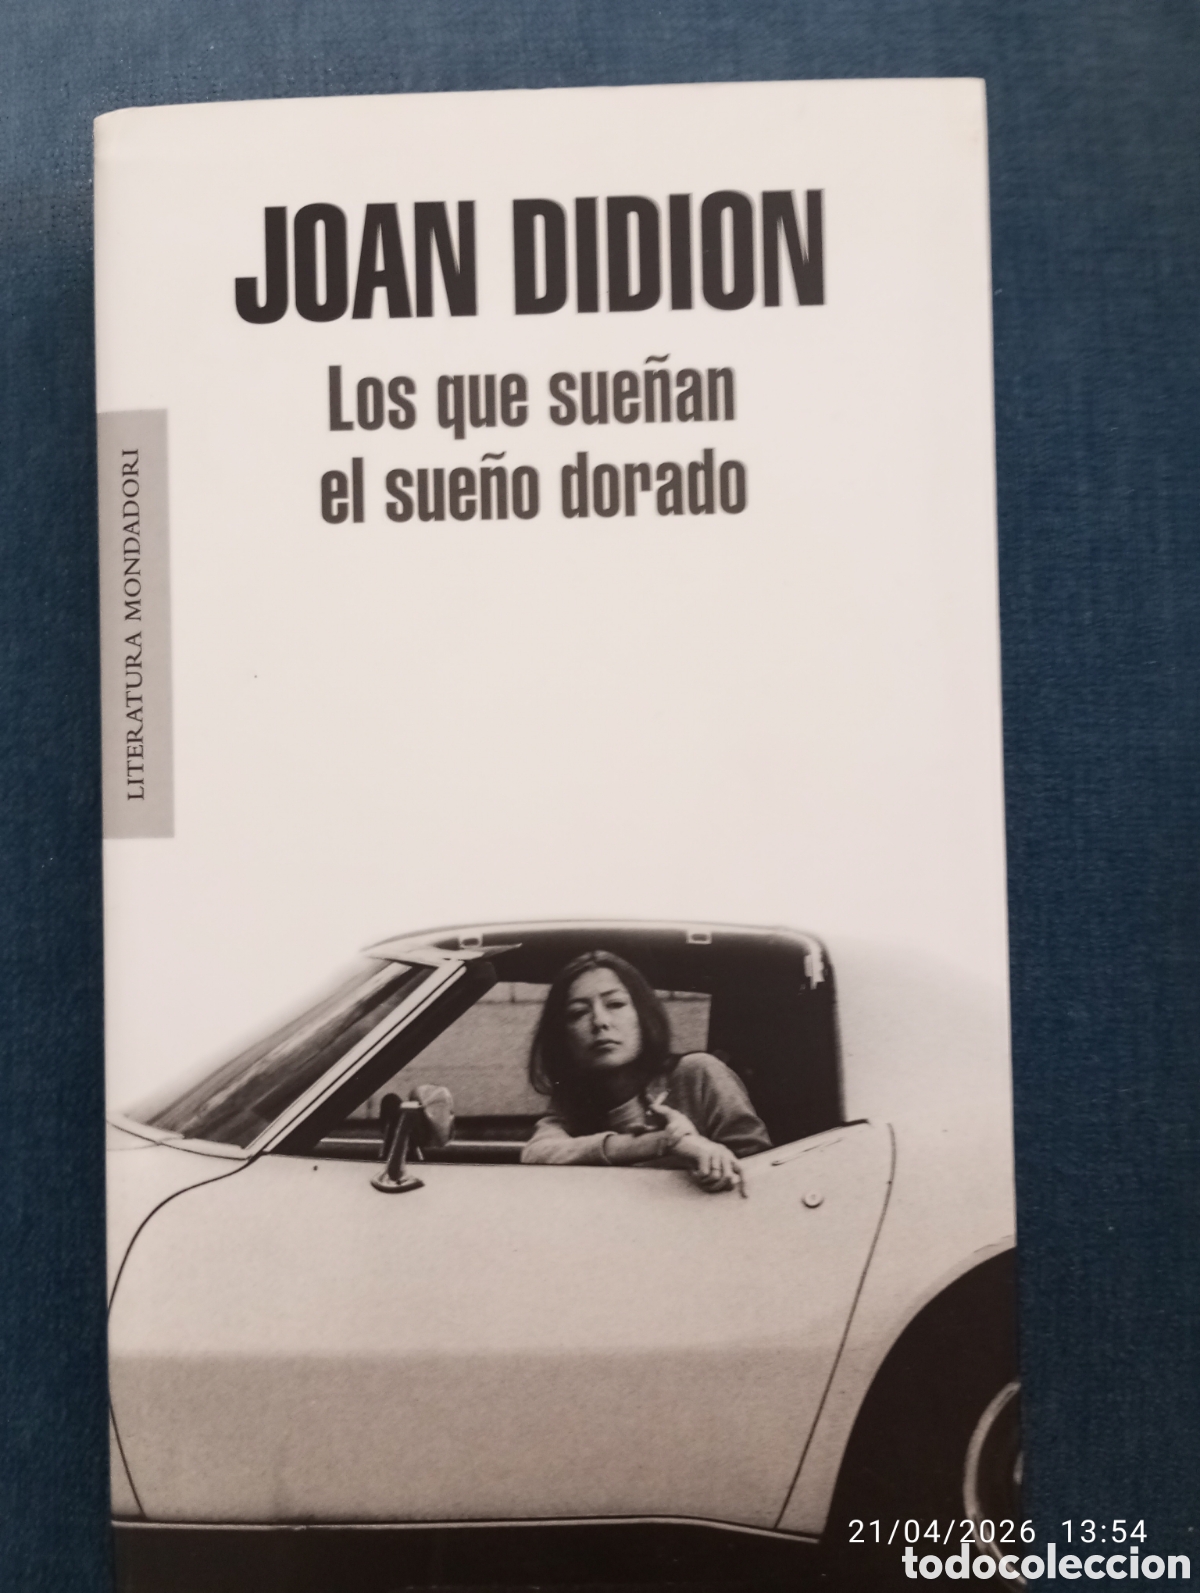 JOAN DIDION
Los que sueñan
el sueño dorado
LITERATURA MONDADORI
21/04/2026 13:54
todocoleccion